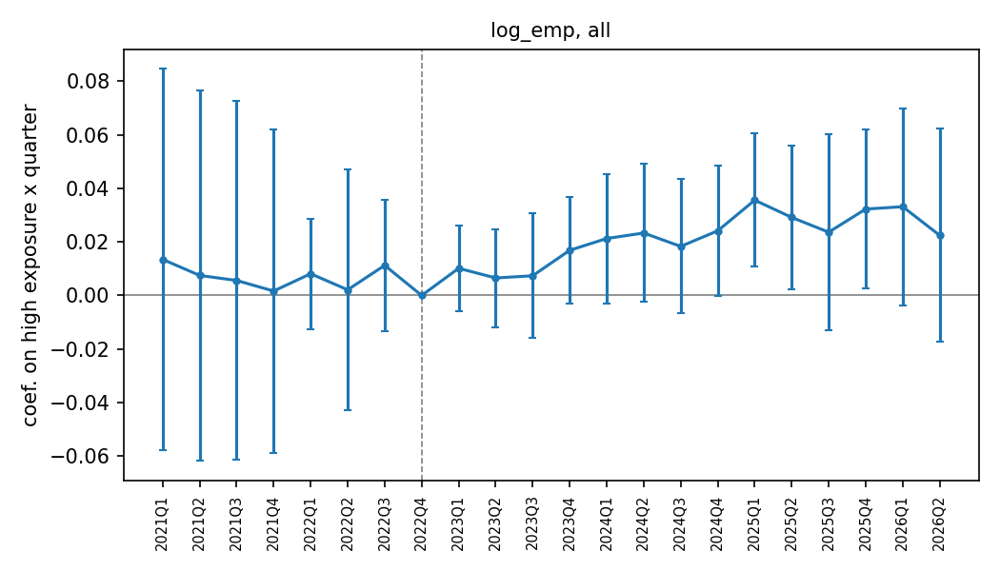 log_emp, all
coef. on high exposure x quarter
0.08
0.06
0.04
0.02
0.00
−0.02
−0.04
−0.06
2021Q1
2021Q2
2021Q3
2021Q4
2022Q1
2022Q2
2022Q3
2022Q4
2023Q1
2023Q2
2023Q3
2023Q4
2024Q1
2024Q2
2024Q3
2024Q4
2025Q1
2025Q2
2025Q3
2025Q4
2026Q1
2026Q2